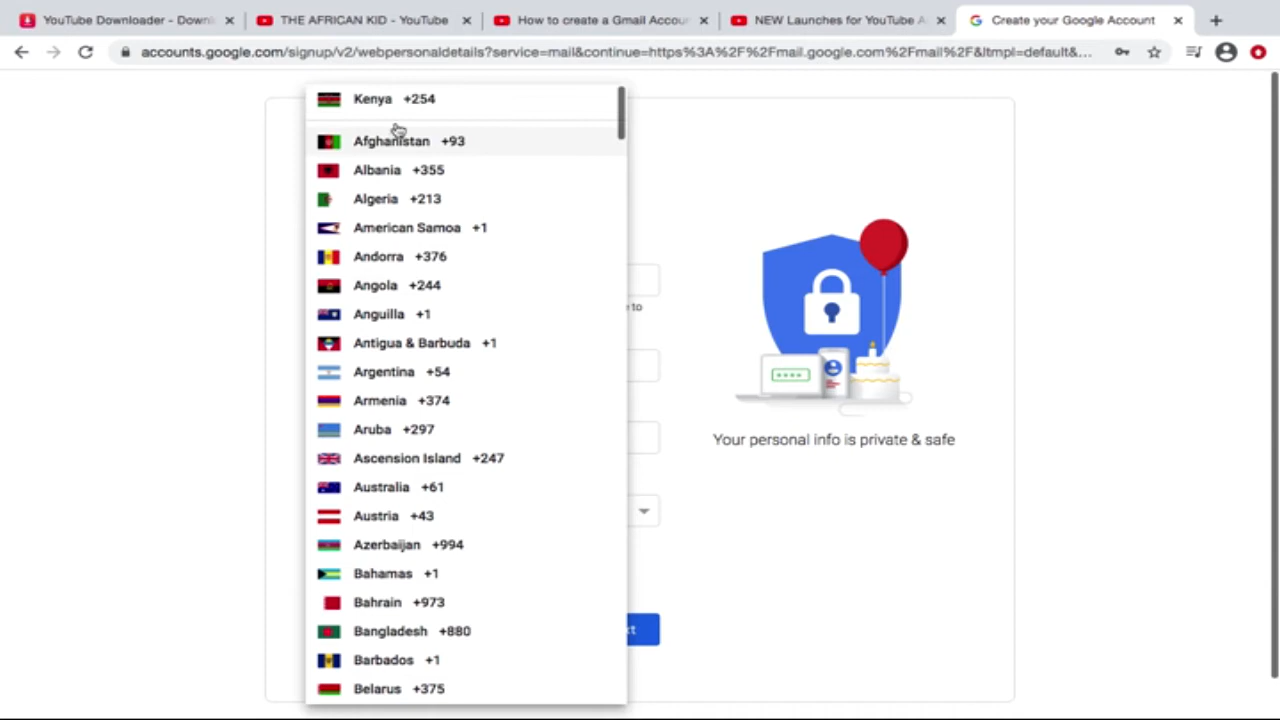 YouTube Downloader - Downl
THE AFRICAN KID - YouTube
How to create a Gmail Accou
NEW Launches for YouTube A
Create your Google Account
accounts.google.com/signup/v2/webpersonaldetails?service=mail&continue=https%3A%2F%2Fmail.google.com%2Fmail%2F&ltmpl=default&...
Kenya +254
Afghanistan +93
Albania +355
Algeria +213
American Samoa +1
Andorra +376
Angola +244
Anguilla +1
to
Antigua & Barbuda +1
Argentina +54
Armenia +374
Aruba +297
Your personal info is private & safe
Ascension Island +247
Australia +61
Austria +43
Azerbaijan +994
Bahamas +1
Bahrain +973
Bangladesh +880
xt
Barbados +1
Belarus +375